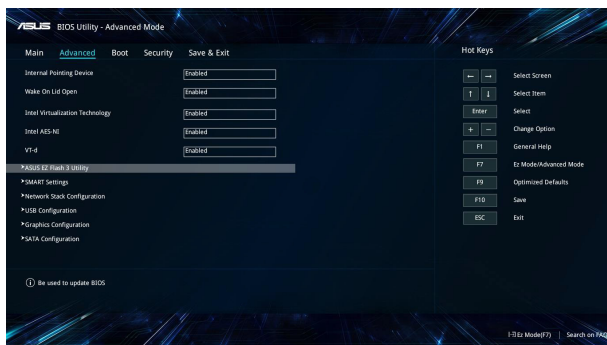 ASUS BIOS Utility - Advanced Mode
Main Advanced Boot Security Save & Exit
Internal Pointing Device Enabled
Wake On Lid Open Enabled
Intel Virtualization Technology Enabled
Intel AES-NI Enabled
VT-d Enabled
ASUS EZ Flash 3 Utility
SMART Settings
Network Stack Configuration
USB Configuration
Graphics Configuration
SATA Configuration
Be used to update BIOS
Hot Keys
← → Select Screen
↑ ↓ Select Item
Enter Select
+ − Change Option
F1 General Help
F7 Ez Mode/Advanced Mode
F9 Optimized Defaults
F10 Save
ESC Exit
Ez Mode(F7) | Search on FAQ